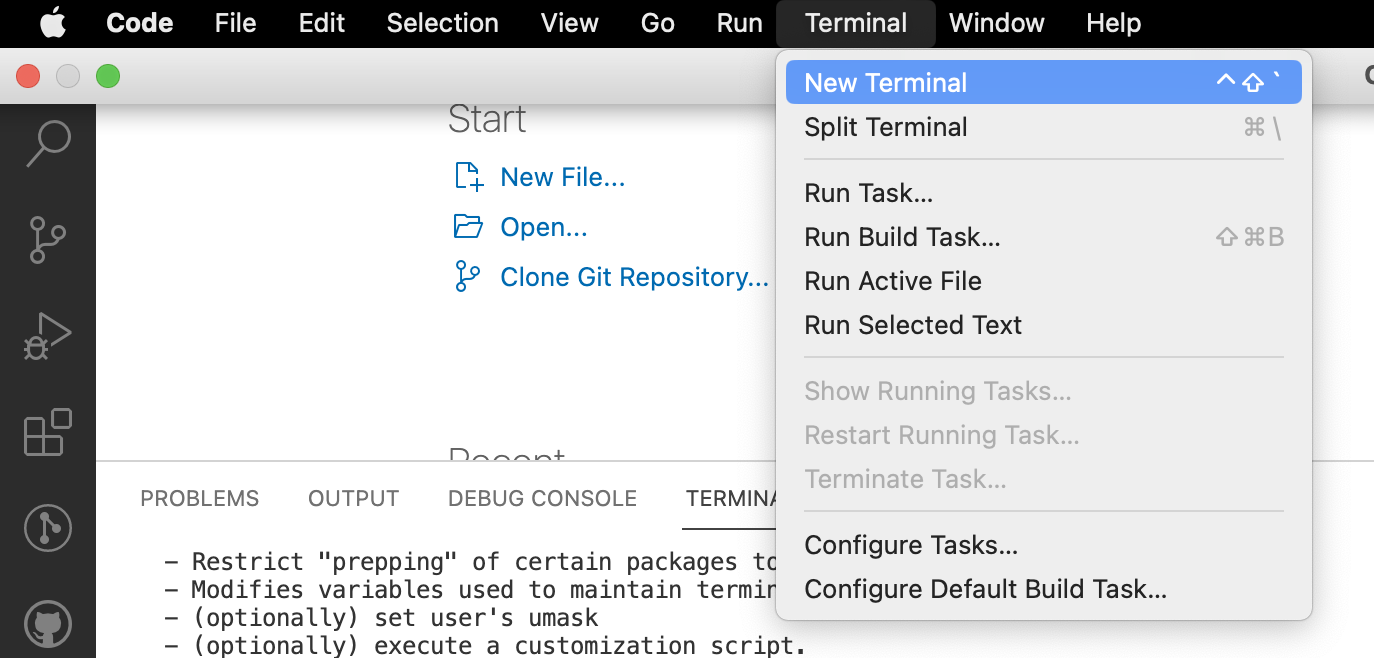 Code File Edit Selection View Go Run Terminal Window Help
New Terminal ^⇧`
Split Terminal ⌘\
Run Task...
Run Build Task... ⇧⌘B
Run Active File
Run Selected Text
Show Running Tasks...
Restart Running Task...
Terminate Task...
Configure Tasks...
Configure Default Build Task...
Start
New File...
Open...
Clone Git Repository...
Recent
PROBLEMS OUTPUT DEBUG CONSOLE TERMINA
– Restrict "prepping" of certain packages to
– Modifies variables used to maintain termin
– (optionally) set user's umask
– (optionally) execute a customization script.